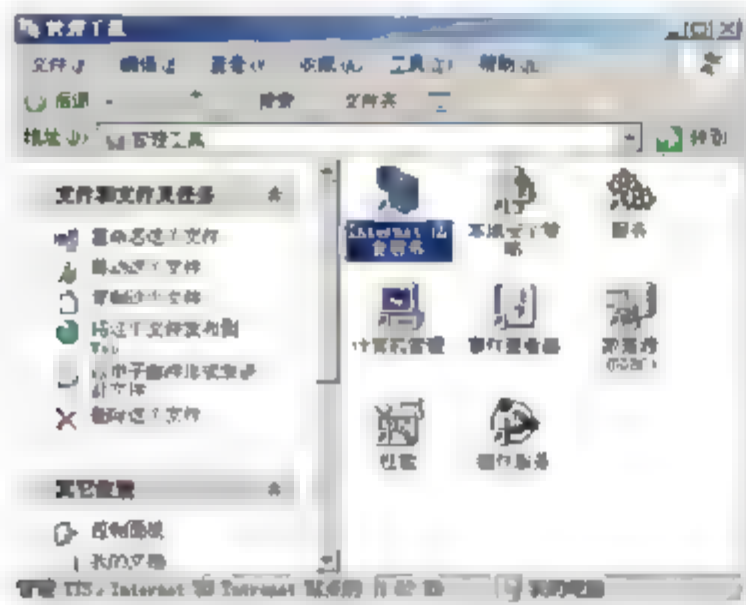 管理工具
文件(F) 编辑(E) 查看(V) 收藏(A) 工具(T) 帮助(H)
后退 搜索 文件夹
地址(D) 管理工具 转到
文件和文件夹任务
重命名这个文件
移动这个文件
复制这个文件
将这个文件发布到 Web
以电子邮件形式发送此文件
删除这个文件
其它位置
控制面板
我的文档
Internet 信息服务
本地安全策略
服务
计算机管理
事件查看器
数据源 (ODBC)
性能
组件服务
IIS, Internet Intranet 我的电脑